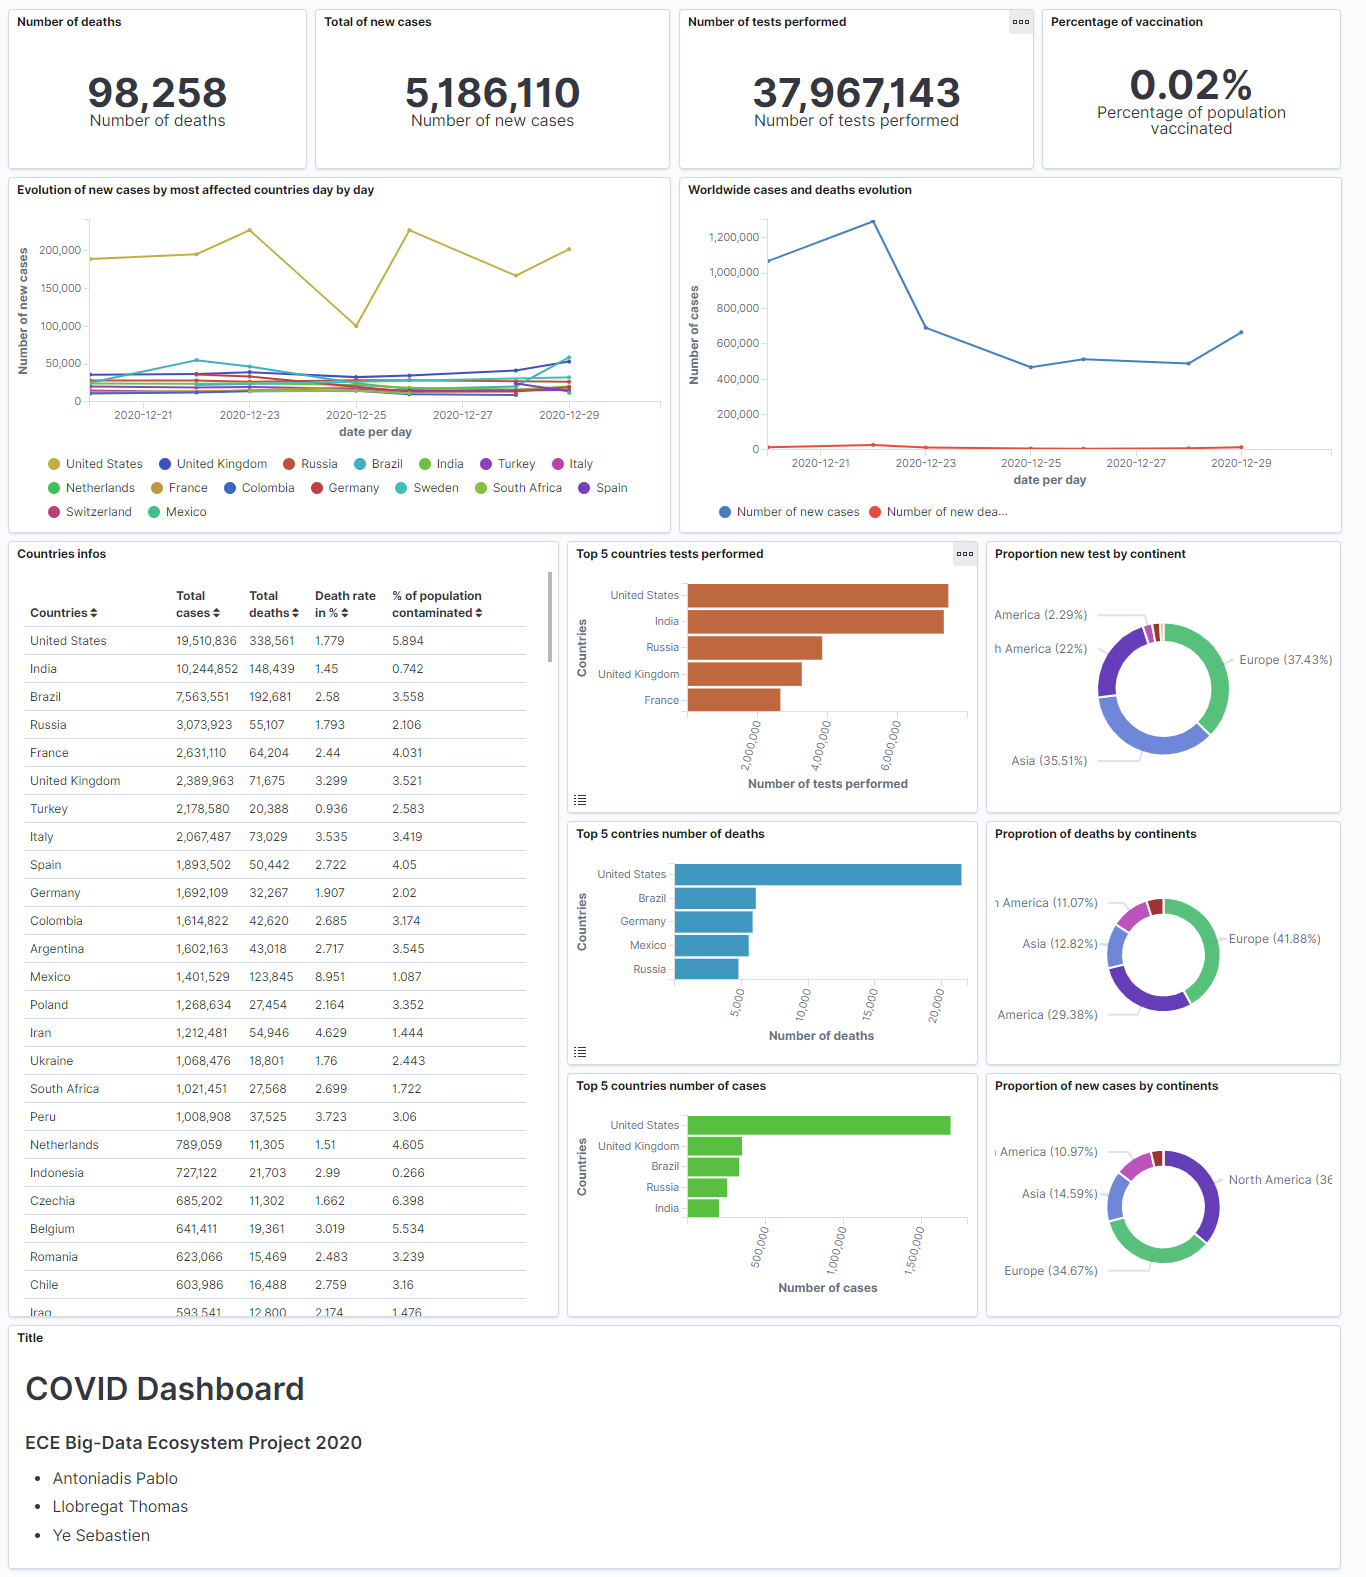 Number of deaths
98,258
Number of deaths
Total of new cases
5,186,110
Number of new cases
Number of tests performed
37,967,143
Number of tests performed
Percentage of vaccination
0.02%
Percentage of population
vaccinated
Evolution of new cases by most affected countries day by day
Number of new cases
200,000
150,000
100,000
50,000
0
2020-12-21 2020-12-23 2020-12-25 2020-12-27 2020-12-29
date per day
United States United Kingdom Russia Brazil India Turkey Italy
Netherlands France Colombia Germany Sweden South Africa Spain
Switzerland Mexico
Worldwide cases and deaths evolution
Number of cases
1,200,000
1,000,000
800,000
600,000
400,000
200,000
0
2020-12-21 2020-12-23 2020-12-25 2020-12-27 2020-12-29
date per day
Number of new cases Number of new dea...
Countries infos
Countries Total cases Total deaths Death rate in % % of population contaminated
United States 19,510,836 338,561 1.779 5.894
India 10,244,852 148,439 1.45 0.742
Brazil 7,563,551 192,681 2.58 3.558
Russia 3,073,923 55,107 1.793 2.106
France 2,631,110 64,204 2.44 4.031
United Kingdom 2,389,963 71,675 3.299 3.521
Turkey 2,178,580 20,388 0.936 2.583
Italy 2,067,487 73,029 3.535 3.419
Spain 1,893,502 50,442 2.722 4.05
Germany 1,692,109 32,267 1.907 2.02
Colombia 1,614,822 42,620 2.685 3.174
Argentina 1,602,163 43,018 2.717 3.545
Mexico 1,401,529 123,845 8.951 1.087
Poland 1,268,634 27,454 2.164 3.352
Iran 1,212,481 54,946 4.629 1.444
Ukraine 1,068,476 18,801 1.76 2.443
South Africa 1,021,451 27,568 2.699 1.722
Peru 1,008,908 37,525 3.723 3.06
Netherlands 789,059 11,305 1.51 4.605
Indonesia 727,122 21,703 2.99 0.266
Czechia 685,202 11,302 1.662 6.398
Belgium 641,411 19,361 3.019 5.534
Romania 623,066 15,469 2.483 3.239
Chile 603,986 16,488 2.759 3.16
Iraq 593,541 12,800 2.174 1.476
Top 5 countries tests performed
Countries
United States
India
Russia
United Kingdom
France
2,000,000 4,000,000 6,000,000
Number of tests performed
Proportion new test by continent
America (2.29%)
h America (22%)
Europe (37.43%)
Asia (35.51%)
Top 5 contries number of deaths
Countries
United States
Brazil
Germany
Mexico
Russia
5,000 10,000 15,000 20,000
Number of deaths
Proprotion of deaths by continents
America (11.07%)
Europe (41.88%)
Asia (12.82%)
America (29.38%)
Top 5 countries number of cases
Countries
United States
United Kingdom
Brazil
Russia
India
500,000 1,000,000 1,500,000
Number of cases
Proportion of new cases by continents
America (10.97%)
North America (36
Asia (14.59%)
Europe (34.67%)
Title
COVID Dashboard
ECE Big-Data Ecosystem Project 2020
Antoniadis Pablo
Llobregat Thomas
Ye Sebastien